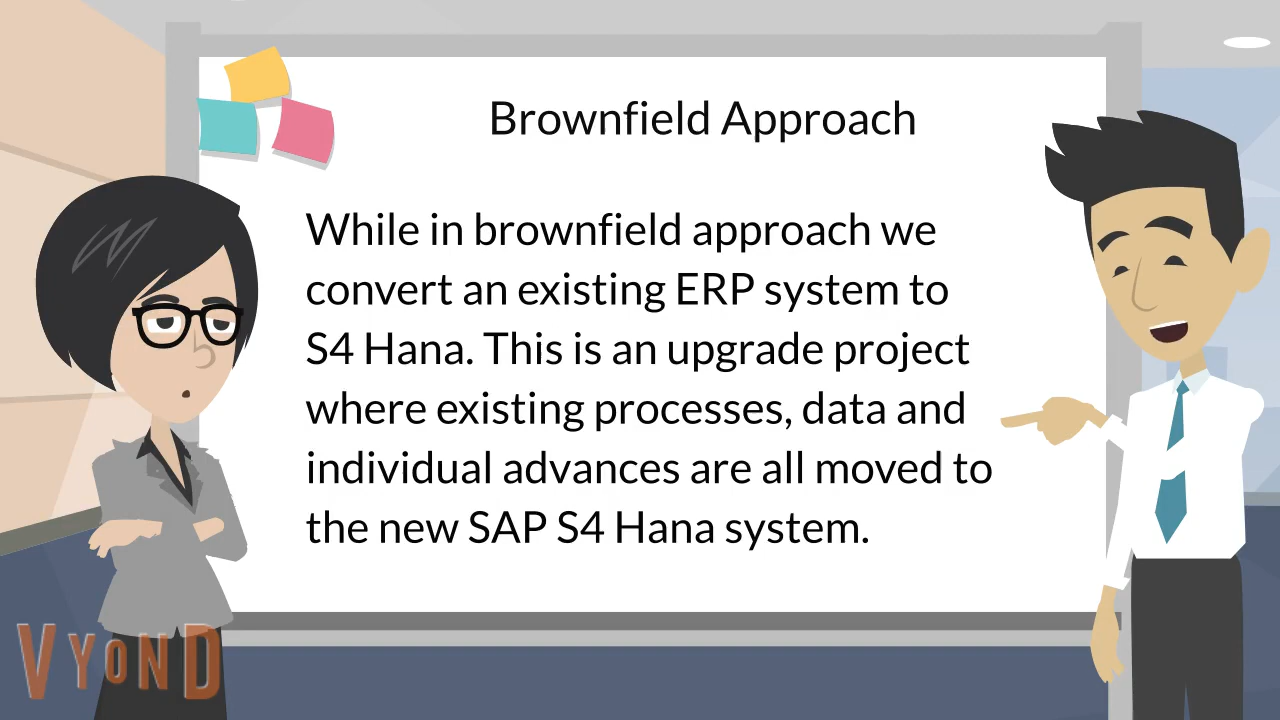 Brownfield Approach
While in brownfield approach we
convert an existing ERP system to
S4 Hana. This is an upgrade project
where existing processes, data and
individual advances are all moved to
the new SAP S4 Hana system.
VYOND